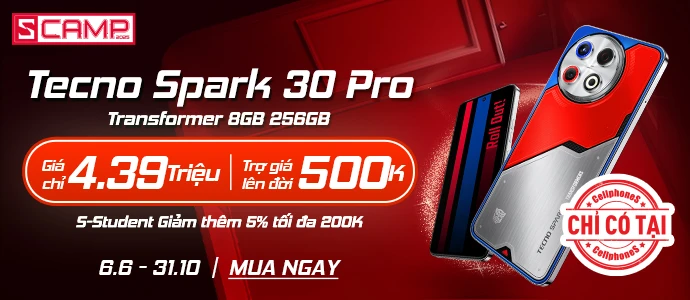 S CAMP 2025
Tecno Spark 30 Pro
Transformer 8GB 256GB
Giá chỉ 4.39 Triệu | Trợ giá lên đời 500K
S-Student Giảm thêm 5% tối đa 200K
6.6 - 31.10 | MUA NGAY
Roll Out!
TECNO SPARK
CellphoneS
CHỈ CÓ TẠI
CellphoneS